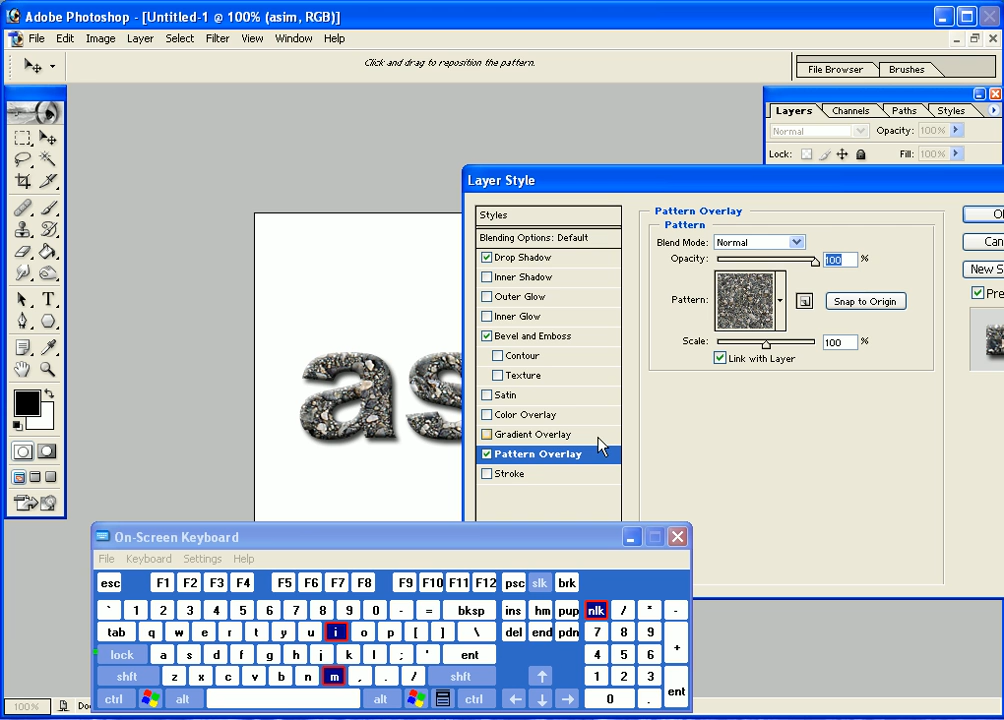 Adobe Photoshop - [Untitled-1 @ 100% (asim, RGB)]
File Edit Image Layer Select Filter View Window Help
Click and drag to reposition the pattern.
File Browser Brushes
Layers Channels Paths Styles
Normal Opacity: 100%
Lock: Fill: 100%
Layer Style
Styles
Blending Options: Default
Drop Shadow
Inner Shadow
Outer Glow
Inner Glow
Bevel and Emboss
Contour
Texture
Satin
Color Overlay
Gradient Overlay
Pattern Overlay
Stroke
Pattern Overlay
Pattern
Blend Mode: Normal
Opacity: 100 %
Pattern: Snap to Origin
Scale: 100 %
Link with Layer
O
Can
New S
Pre
as
T
On-Screen Keyboard
File Keyboard Settings Help
esc F1 F2 F3 F4 F5 F6 F7 F8 F9 F10 F11 F12 psc slk brk
` 1 2 3 4 5 6 7 8 9 0 - = bksp ins hm pup nlk / * -
tab q w e r t y u i o p [ ] \ del end pdn 7 8 9 +
lock a s d f g h j k l ; ' ent 4 5 6
shft z x c v b n m , . / shft ↑ 1 2 3 ent
ctrl alt alt ctrl ← ↓ → 0 .
100% Do